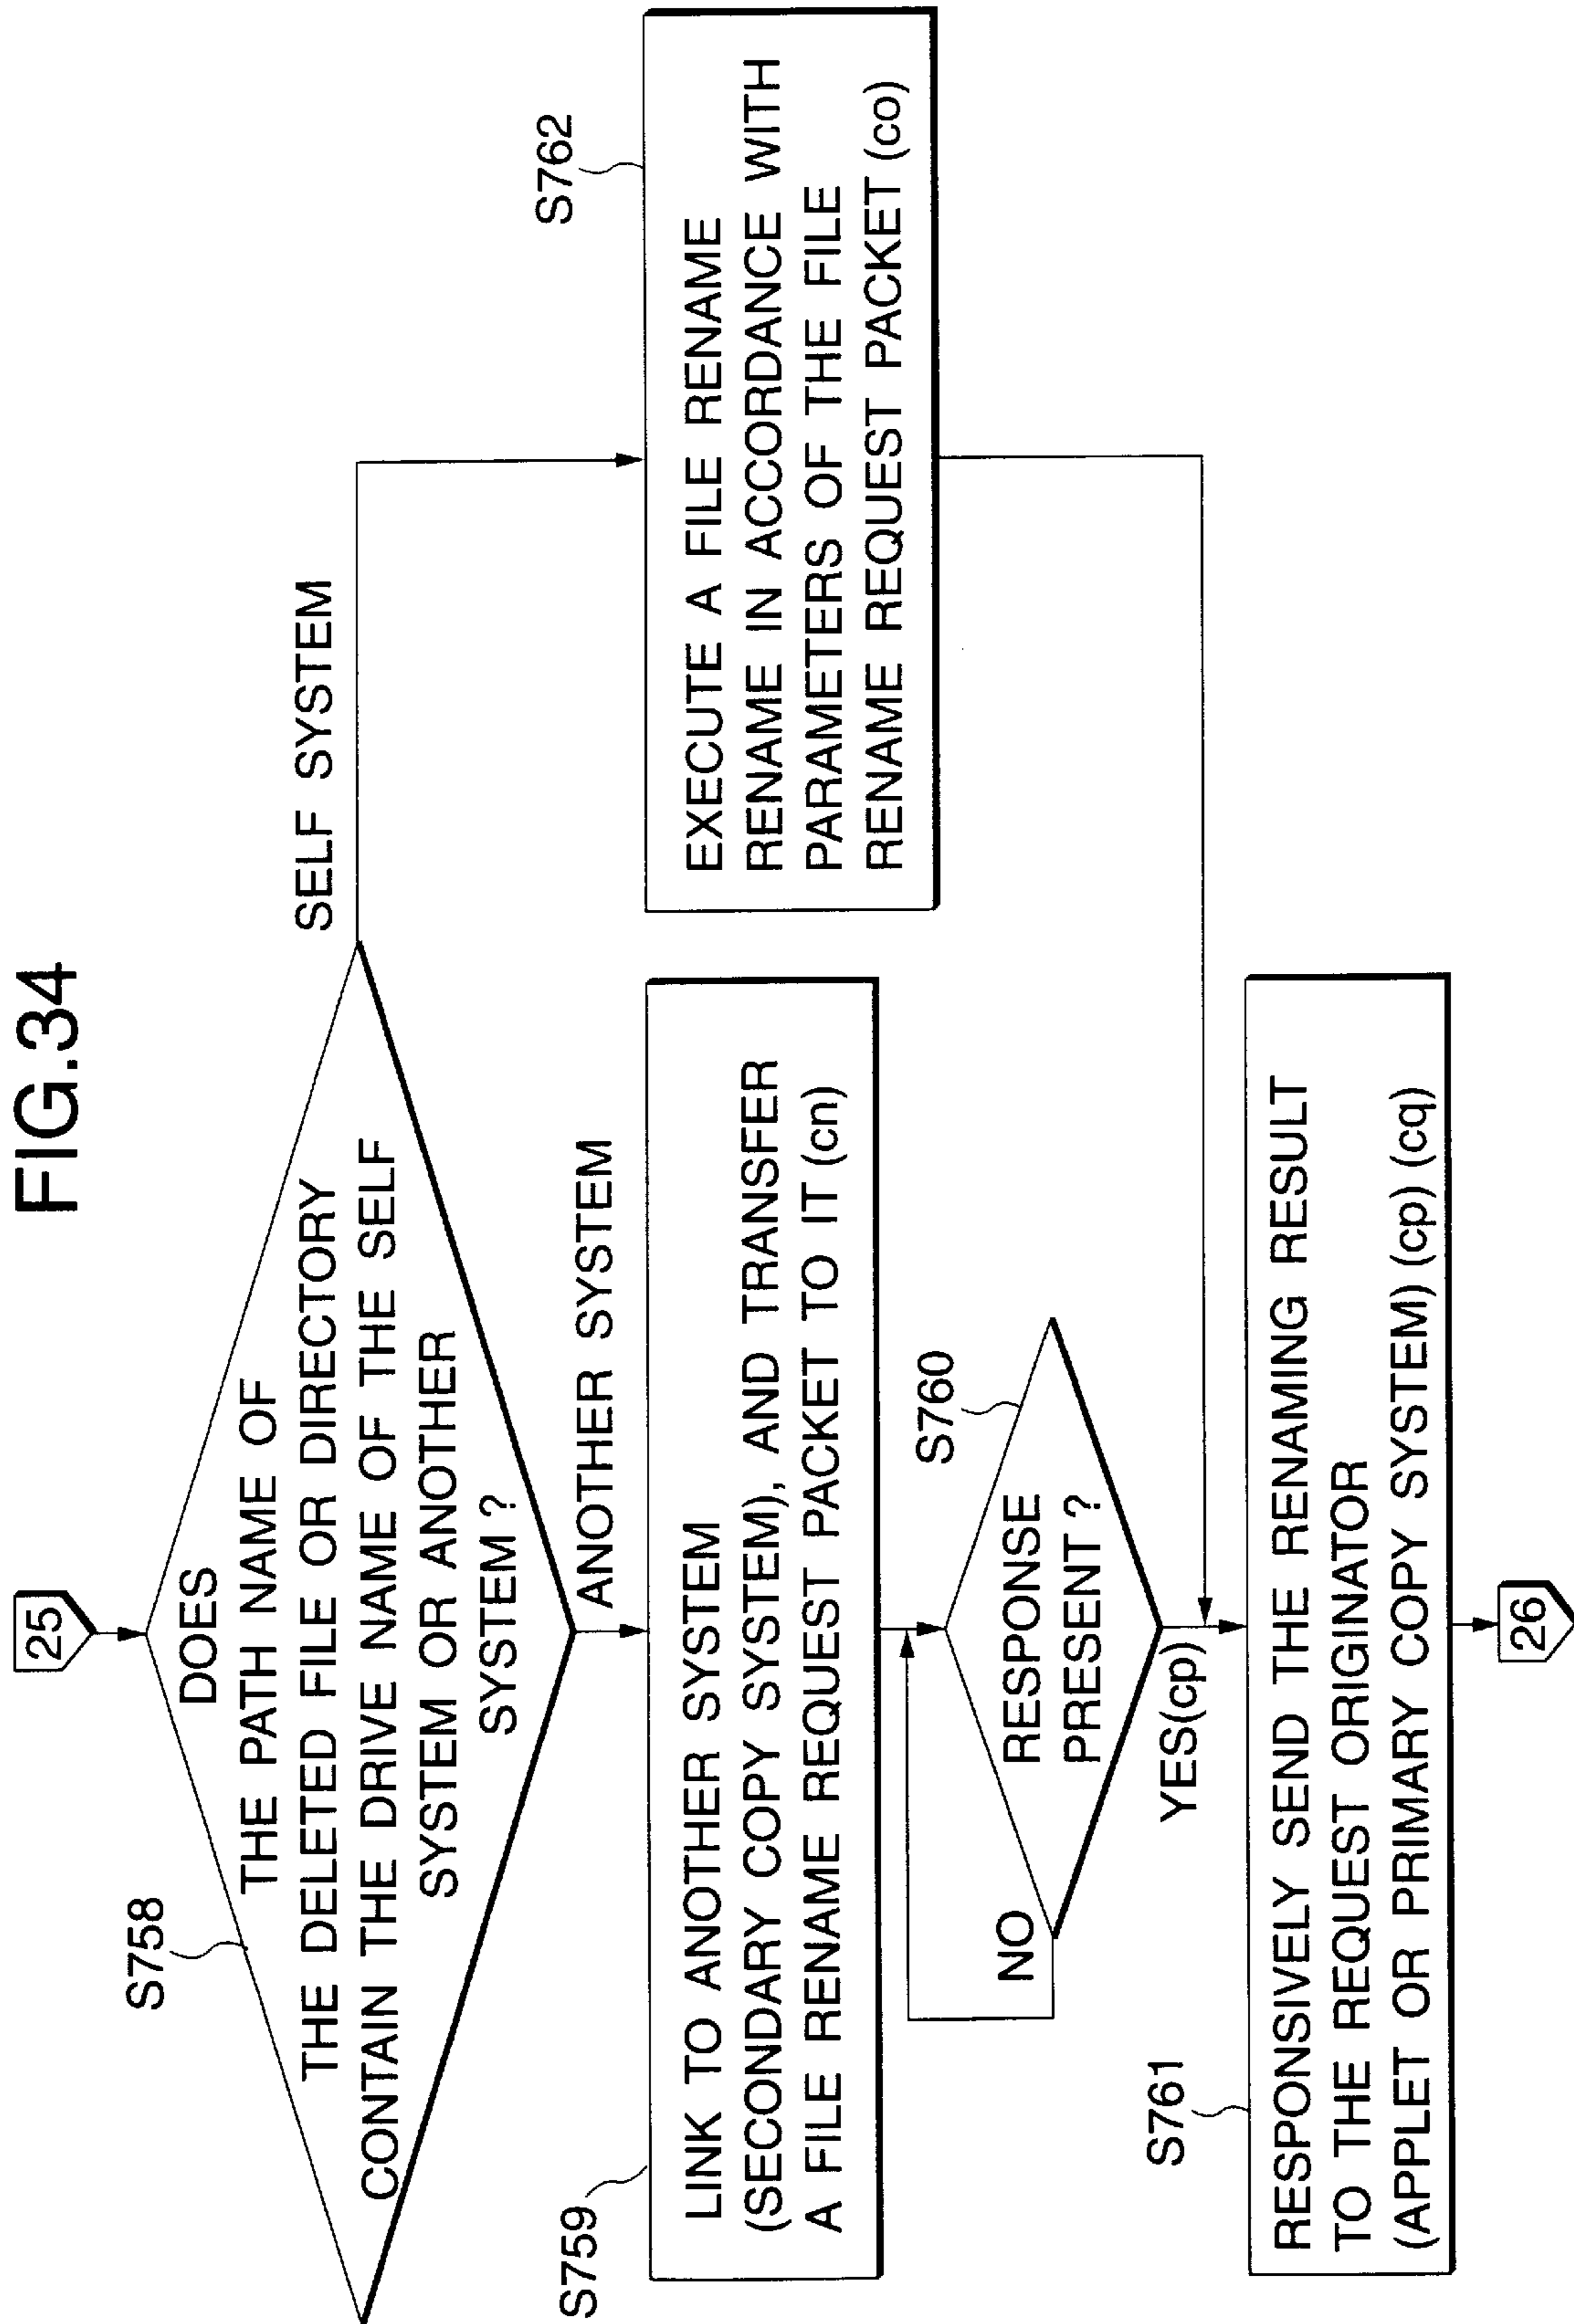 FIG.34
25
S758
DOES
THE PATH NAME OF
THE DELETED FILE OR DIRECTORY
CONTAIN THE DRIVE NAME OF THE SELF
SYSTEM OR ANOTHER
SYSTEM ?
SELF SYSTEM
ANOTHER SYSTEM
S759
LINK TO ANOTHER SYSTEM
(SECONDARY COPY SYSTEM), AND TRANSFER
A FILE RENAME REQUEST PACKET TO IT (cn)
S762
EXECUTE A FILE RENAME
RENAME IN ACCORDANCE WITH
PARAMETERS OF THE FILE
RENAME REQUEST PACKET (co)
S760
RESPONSE
PRESENT ?
NO
YES(cp)
S761
RESPONSIVELY SEND THE RENAMING RESULT
TO THE REQUEST ORIGINATOR
(APPLET OR PRIMARY COPY SYSTEM) (cp) (cq)
26